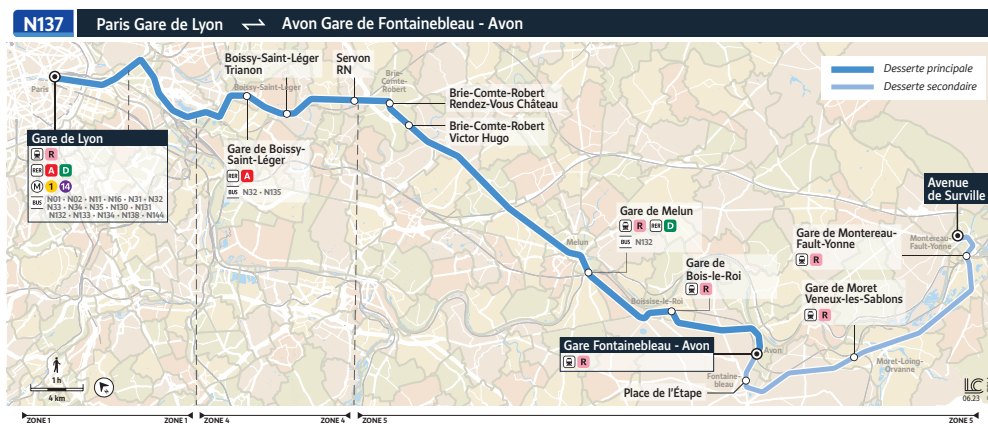 N137 Paris Gare de Lyon Avon Gare de Fontainebleau - Avon
Desserte principale
Desserte secondaire
Boissy-Saint-Léger
Trianon
Servon
RN
Brie-
Comte-
Robert
Boissy-Saint-Léger
Paris
Brie-Comte-Robert
Rendez-Vous Château
Brie-Comte-Robert
Victor Hugo
Gare de Lyon
R
RER A D
M 1 14
BUS N01 • N02 • N11 • N16 • N31 • N32
N33 • N34 • N35 • N130 • N131
N132 • N133 • N134 • N138 • N144
Gare de Boissy-
Saint-Léger
RER A
BUS N32 • N135
Avenue
de Surville
Gare de Melun
R RER D
BUS N132
Melun
Gare de Montereau-
Fault-Yonne
R
Montereau-
Fault-Yonne
Gare de
Bois-le-Roi
R
Boissise-le-Roi
Gare de Moret
Veneux-les-Sablons
R
Gare Fontainebleau - Avon
R
Avon
Fontaine-
bleau
Moret-Loing-
Orvanne
Place de l'Étape
1 h
4 km
LC
06.23
ZONE 1 ZONE 1 ZONE 4 ZONE 4 ZONE 5 ZONE 5